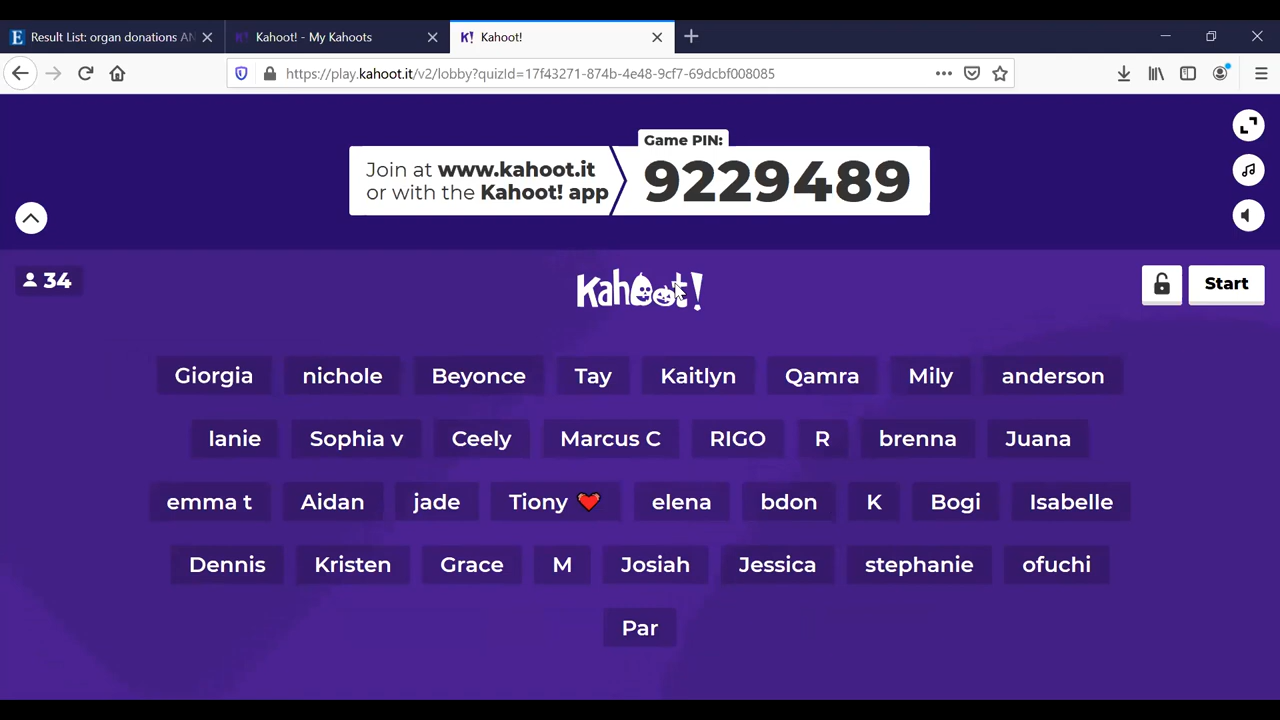 Result List: organ donations AN
Kahoot! - My Kahoots
K! Kahoot!
https://play.kahoot.it/v2/lobby?quizId=17f43271-874b-4e48-9cf7-69dcbf008085
Game PIN:
Join at www.kahoot.it
or with the Kahoot! app
9229489
34
Kahoot!
Start
Giorgia nichole Beyonce Tay Kaitlyn Qamra Mily anderson
lanie Sophia v Ceely Marcus C RIGO R brenna Juana
emma t Aidan jade Tiony ❤️ elena bdon K Bogi Isabelle
Dennis Kristen Grace M Josiah Jessica stephanie ofuchi
Par